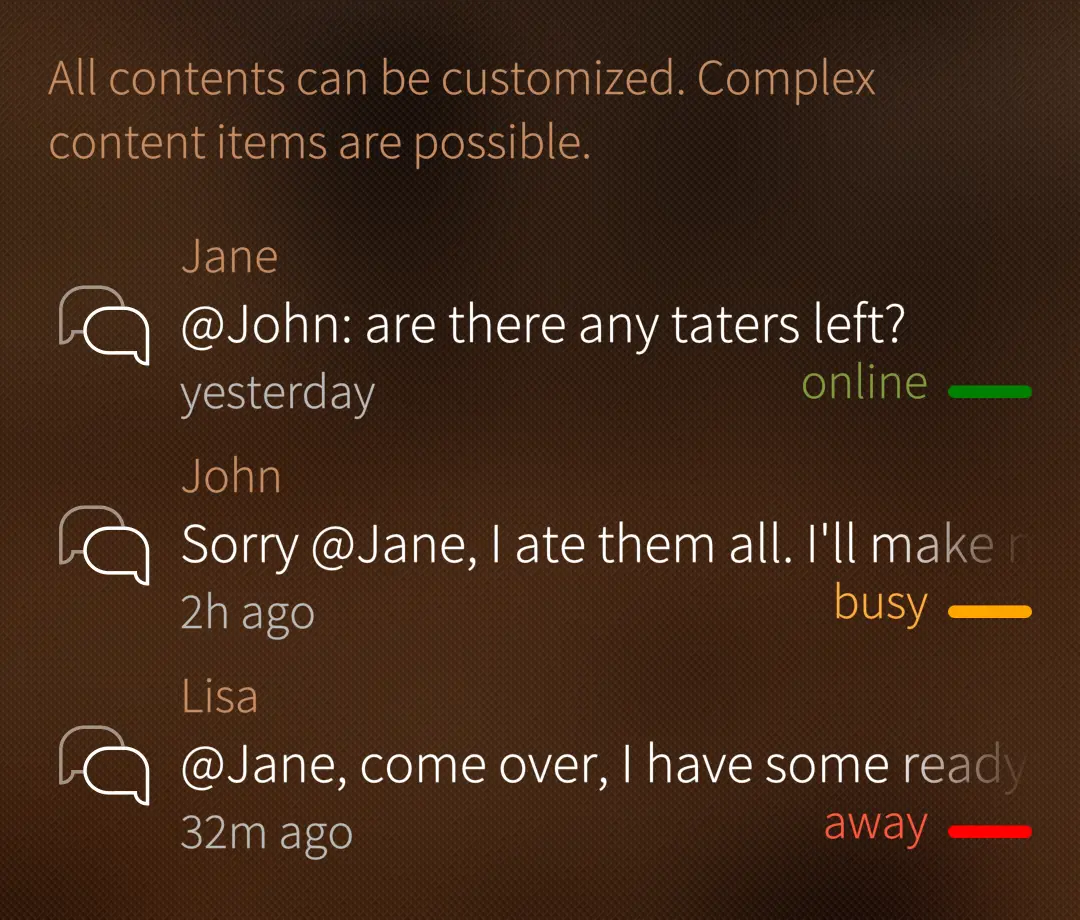 All contents can be customized. Complex
content items are possible.
Jane
@John: are there any taters left?
yesterday
online
John
Sorry @Jane, I ate them all. I'll make
2h ago
busy
Lisa
@Jane, come over, I have some ready
32m ago
away